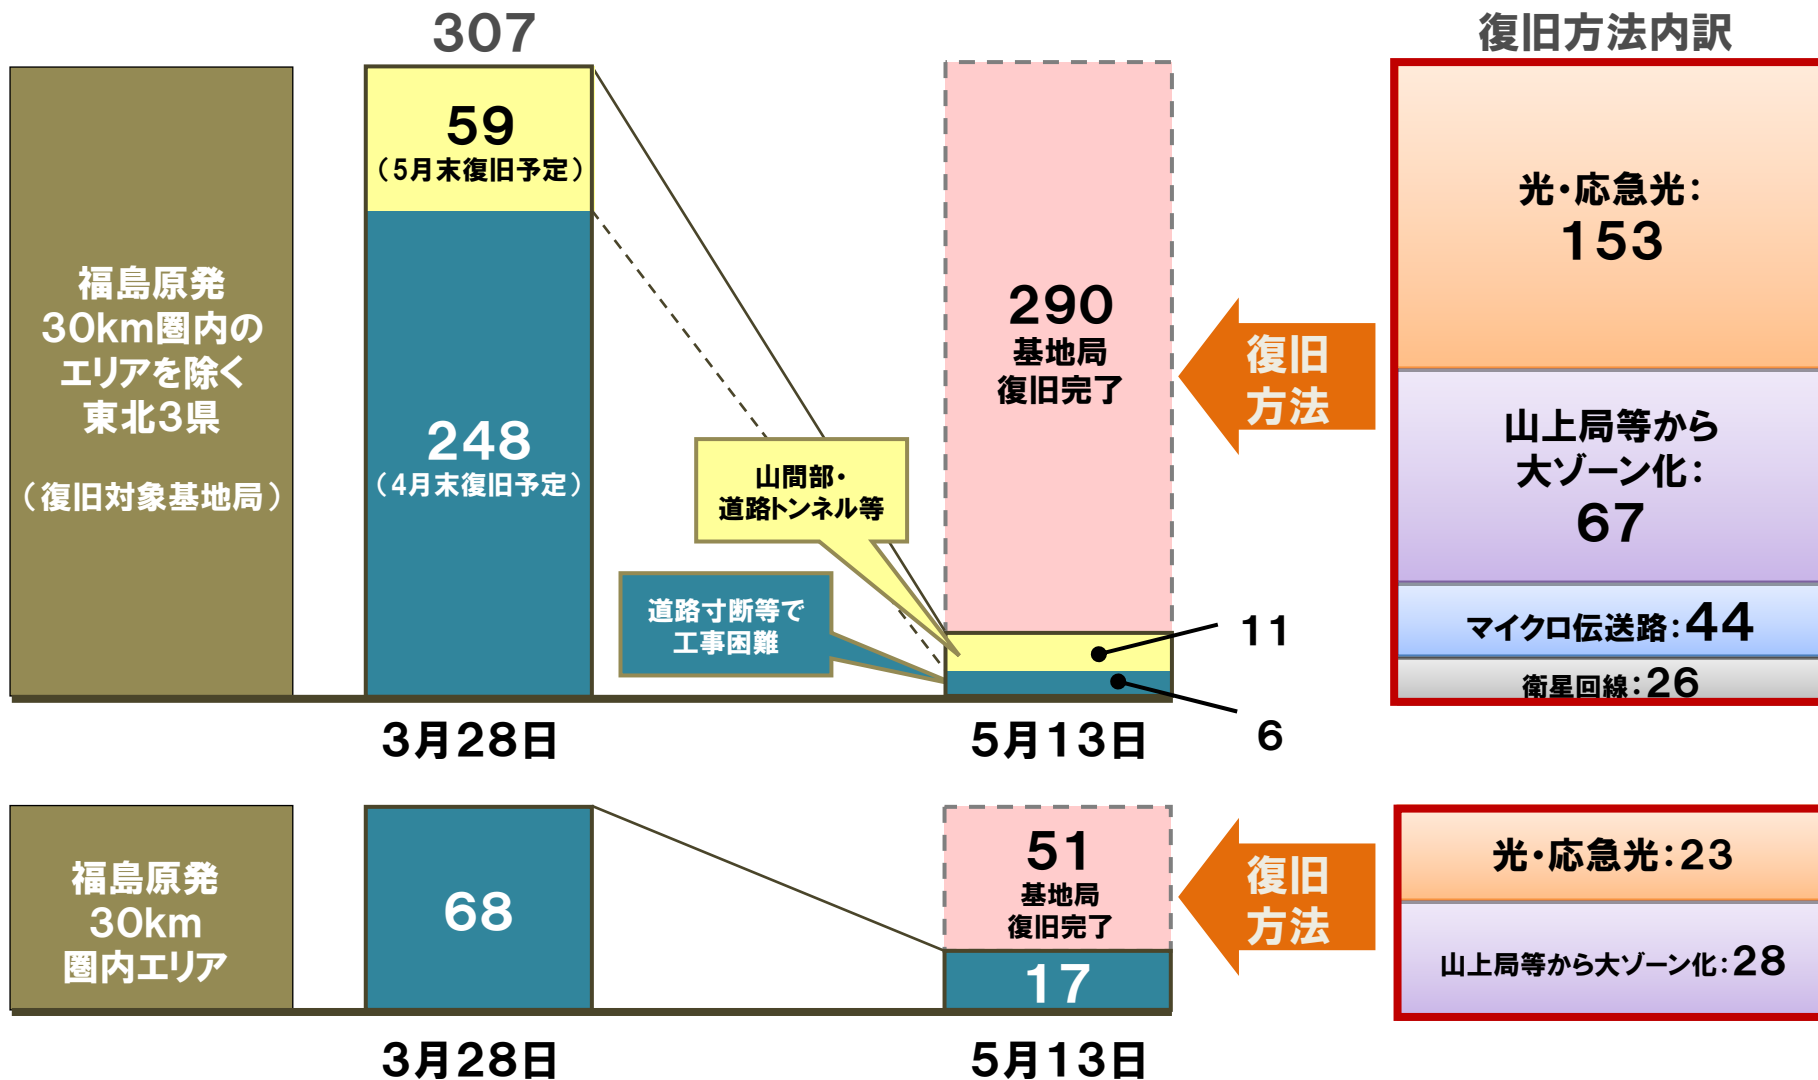 307
復旧方法内訳
福島原発
30km圏内の
エリアを除く
東北3県
（復旧対象基地局）
59
（5月末復旧予定）
248
（4月末復旧予定）
山間部・
道路トンネル等
道路寸断等で
工事困難
290
基地局
復旧完了
11
6
復旧
方法
光・応急光：
153
山上局等から
大ゾーン化：
67
マイクロ伝送路：44
衛星回線：26
3月28日
5月13日
福島原発
30km
圏内エリア
68
51
基地局
復旧完了
17
復旧
方法
光・応急光：23
山上局等から大ゾーン化：28
3月28日
5月13日